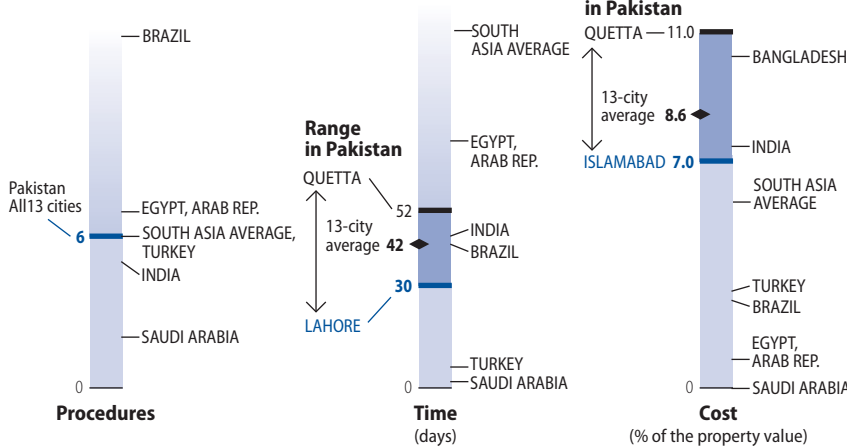 BRAZIL
Pakistan
All13 cities
6
EGYPT, ARAB REP.
SOUTH ASIA AVERAGE,
TURKEY
INDIA
SAUDI ARABIA
0
Procedures
SOUTH
ASIA AVERAGE
Range
in Pakistan
EGYPT,
ARAB REP.
QUETTA
52
13-city
average 42
INDIA
BRAZIL
30
LAHORE
TURKEY
SAUDI ARABIA
0
Time
(days)
in Pakistan
QUETTA
11.0
BANGLADESH
13-city
average 8.6
INDIA
ISLAMABAD 7.0
SOUTH ASIA
AVERAGE
TURKEY
BRAZIL
EGYPT,
ARAB REP.
0
SAUDI ARABIA
Cost
(% of the property value)